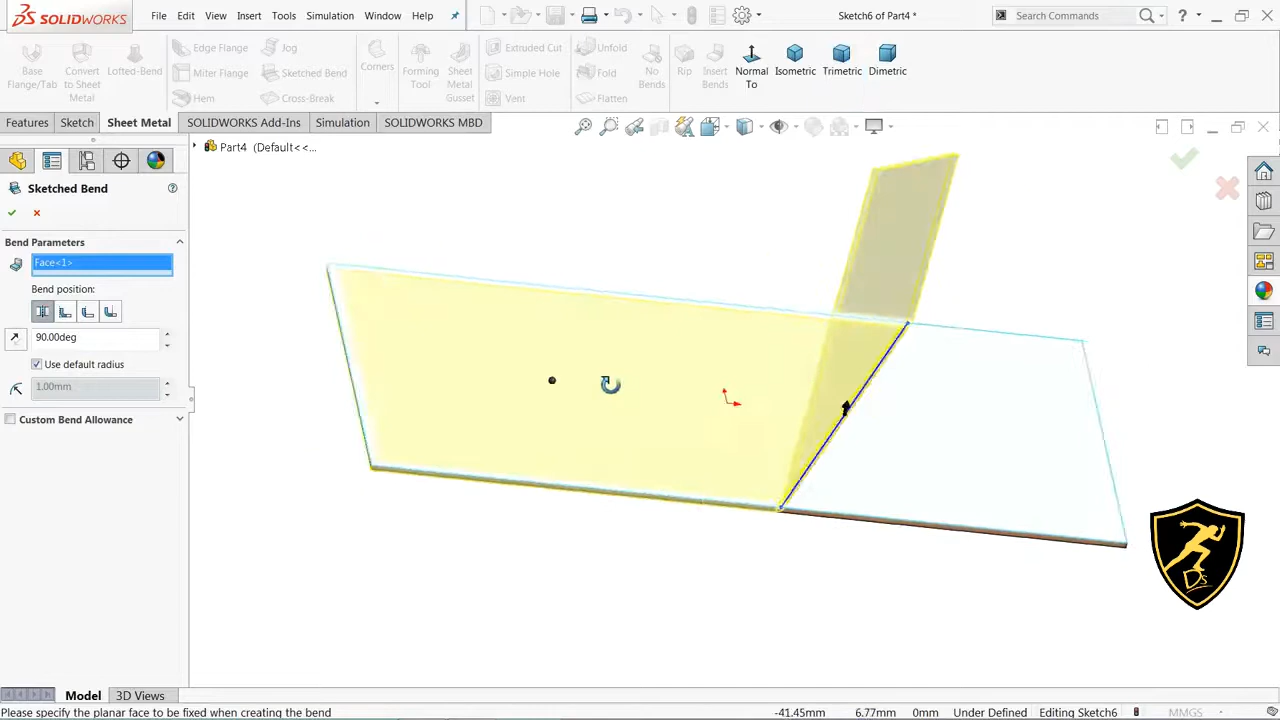 SOLIDWORKS
File Edit View Insert Tools Simulation Window Help
Sketch6 of Part4 *
Search Commands
?
Base Flange/Tab
Convert to Sheet Metal
Lofted-Bend
Edge Flange
Miter Flange
Hem
Jog
Sketched Bend
Cross-Break
Corners
Forming Tool
Sheet Metal Gusset
Extruded Cut
Simple Hole
Vent
Unfold
Fold
Flatten
No Bends
Rip
Insert Bends
Normal To
Isometric
Trimetric
Dimetric
Features Sketch Sheet Metal SOLIDWORKS Add-Ins Simulation SOLIDWORKS MBD
Part4 (Default<<...
Sketched Bend
Bend Parameters
Face<1>
Bend position:
90.00deg
Use default radius
1.00mm
Custom Bend Allowance
Ds
Model 3D Views
Please specify the planar face to be fixed when creating the bend
-41.45mm 6.77mm 0mm Under Defined Editing Sketch6 MMGS